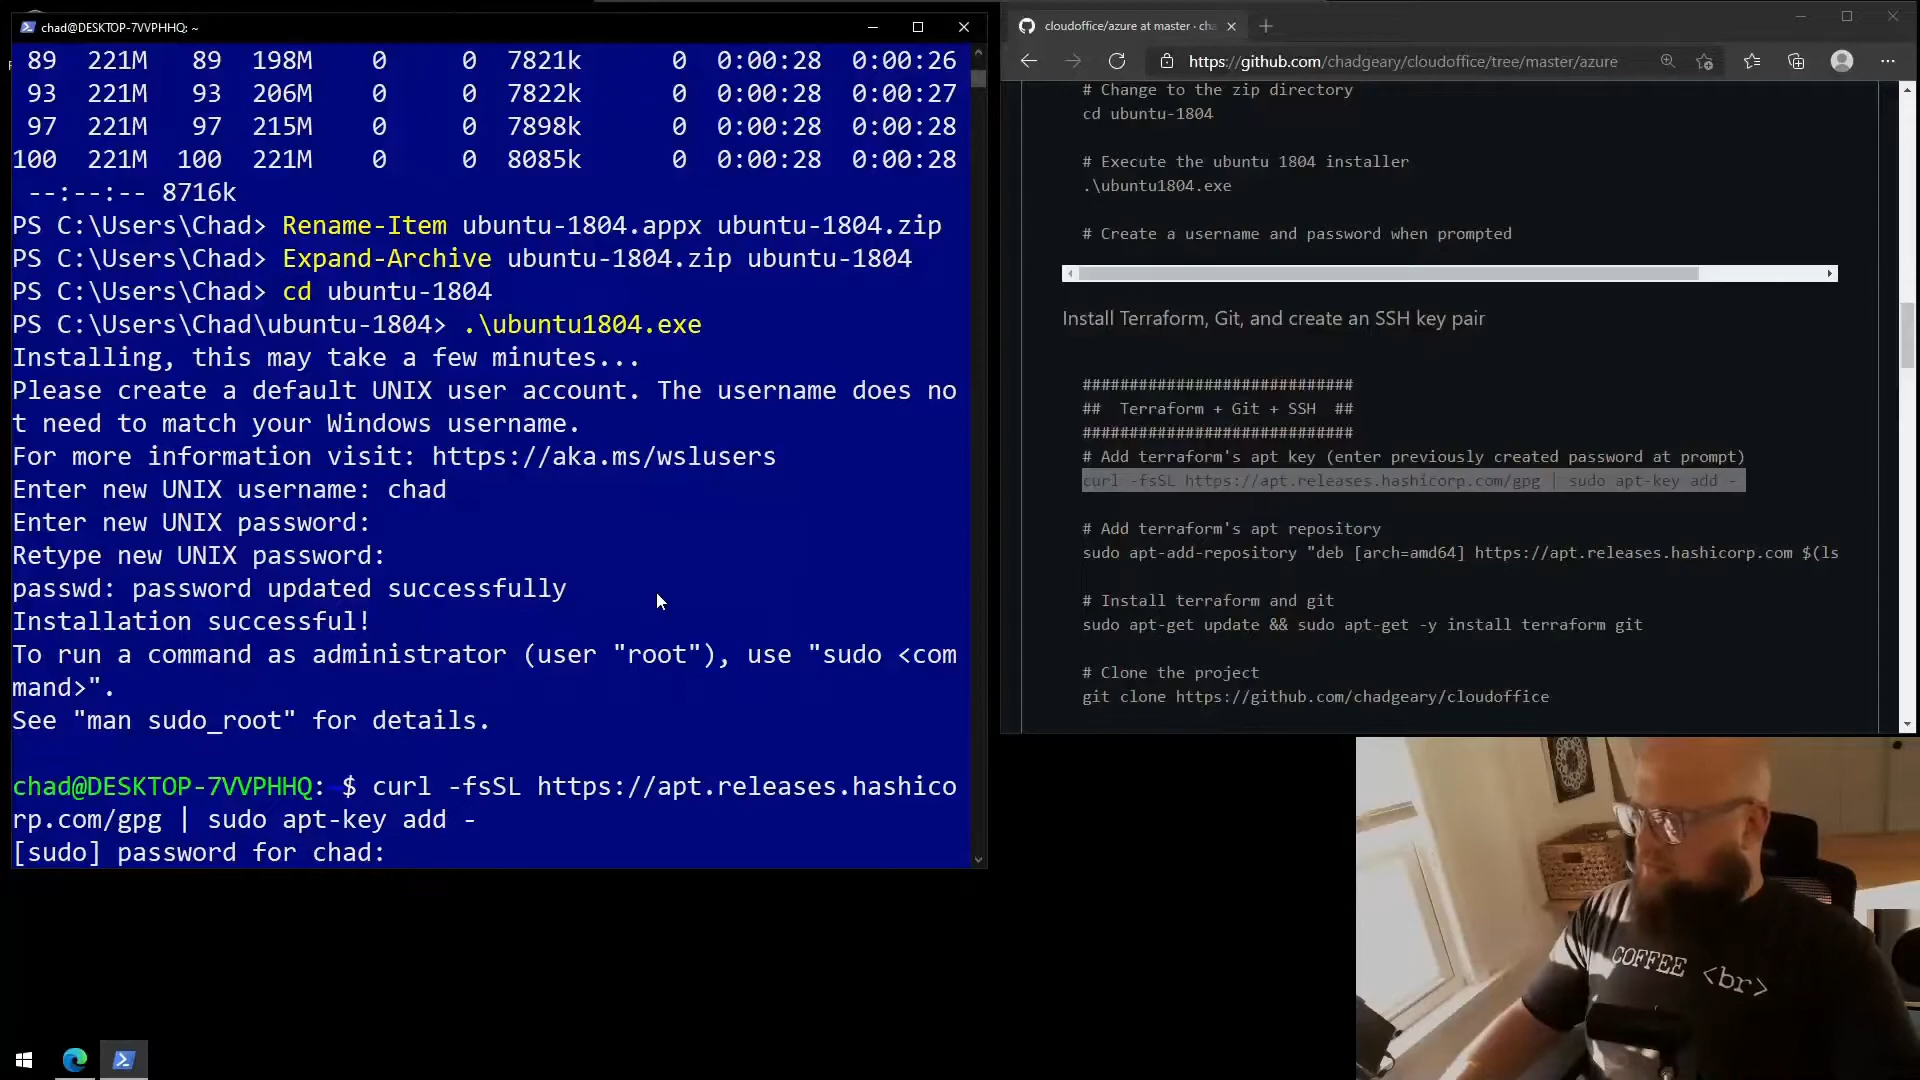 chad@DESKTOP-7VVPHHQ: ~
89 221M 89 198M 0 0 7821k 0 0:00:28 0:00:26
93 221M 93 206M 0 0 7822k 0 0:00:28 0:00:27
97 221M 97 215M 0 0 7898k 0 0:00:28 0:00:28
100 221M 100 221M 0 0 8085k 0 0:00:28 0:00:28
--:--:-- 8716k
PS C:\Users\Chad> Rename-Item ubuntu-1804.appx ubuntu-1804.zip
PS C:\Users\Chad> Expand-Archive ubuntu-1804.zip ubuntu-1804
PS C:\Users\Chad> cd ubuntu-1804
PS C:\Users\Chad\ubuntu-1804> .\ubuntu1804.exe
Installing, this may take a few minutes...
Please create a default UNIX user account. The username does no
t need to match your Windows username.
For more information visit: https://aka.ms/wslusers
Enter new UNIX username: chad
Enter new UNIX password:
Retype new UNIX password:
passwd: password updated successfully
Installation successful!
To run a command as administrator (user "root"), use "sudo <com
mand>".
See "man sudo_root" for details.
chad@DESKTOP-7VVPHHQ:~$ curl -fsSL https://apt.releases.hashico
rp.com/gpg | sudo apt-key add -
[sudo] password for chad:
cloudoffice/azure at master · cha
https://github.com/chadgeary/cloudoffice/tree/master/azure
# Change to the zip directory
cd ubuntu-1804
# Execute the ubuntu 1804 installer
.\ubuntu1804.exe
# Create a username and password when prompted
Install Terraform, Git, and create an SSH key pair
#############################
## Terraform + Git + SSH ##
#############################
# Add terraform's apt key (enter previously created password at prompt)
curl -fsSL https://apt.releases.hashicorp.com/gpg | sudo apt-key add -
# Add terraform's apt repository
sudo apt-add-repository "deb [arch=amd64] https://apt.releases.hashicorp.com $(ls
# Install terraform and git
sudo apt-get update && sudo apt-get -y install terraform git
# Clone the project
git clone https://github.com/chadgeary/cloudoffice
COFFEE <br>